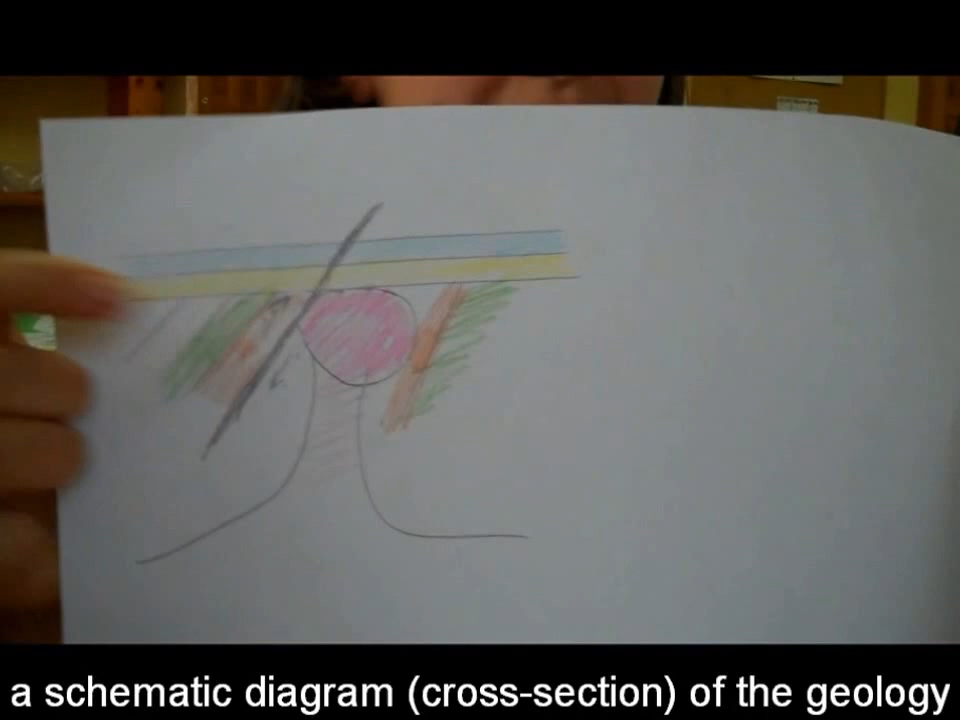 a schematic diagram (cross-section) of the geology